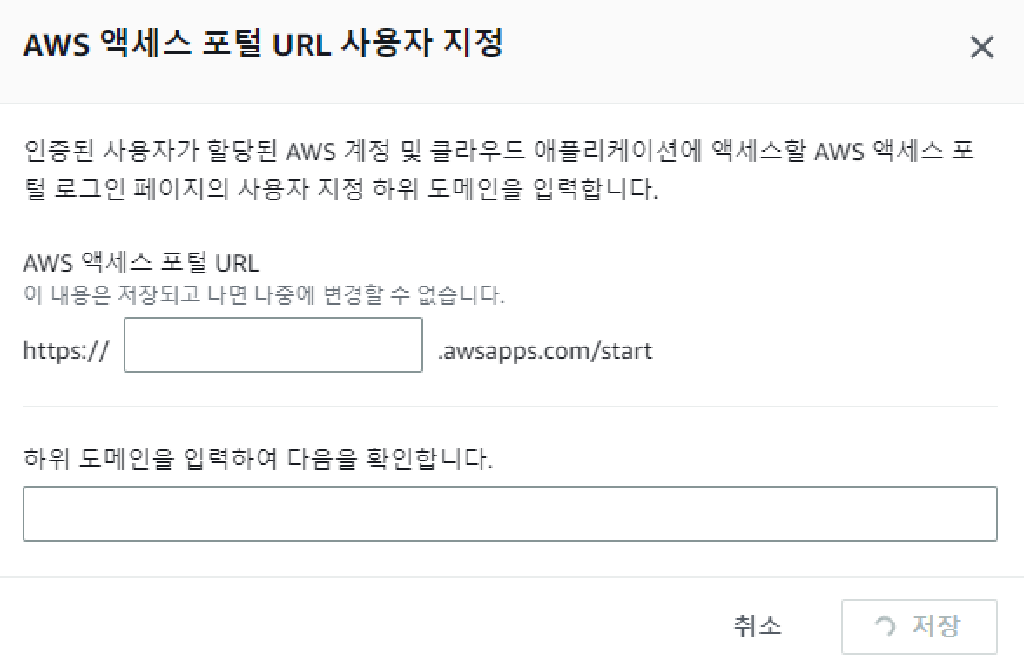 AWS 액세스 포털 URL 사용자 지정
인증된 사용자가 할당된 AWS 계정 및 클라우드 애플리케이션에 액세스할 AWS 액세스 포
털 로그인 페이지의 사용자 지정 하위 도메인을 입력합니다.
AWS 액세스 포털 URL
이 내용은 저장되고 나면 나중에 변경할 수 없습니다.
https:// .awsapps.com/start
하위 도메인을 입력하여 다음을 확인합니다.
취소 저장